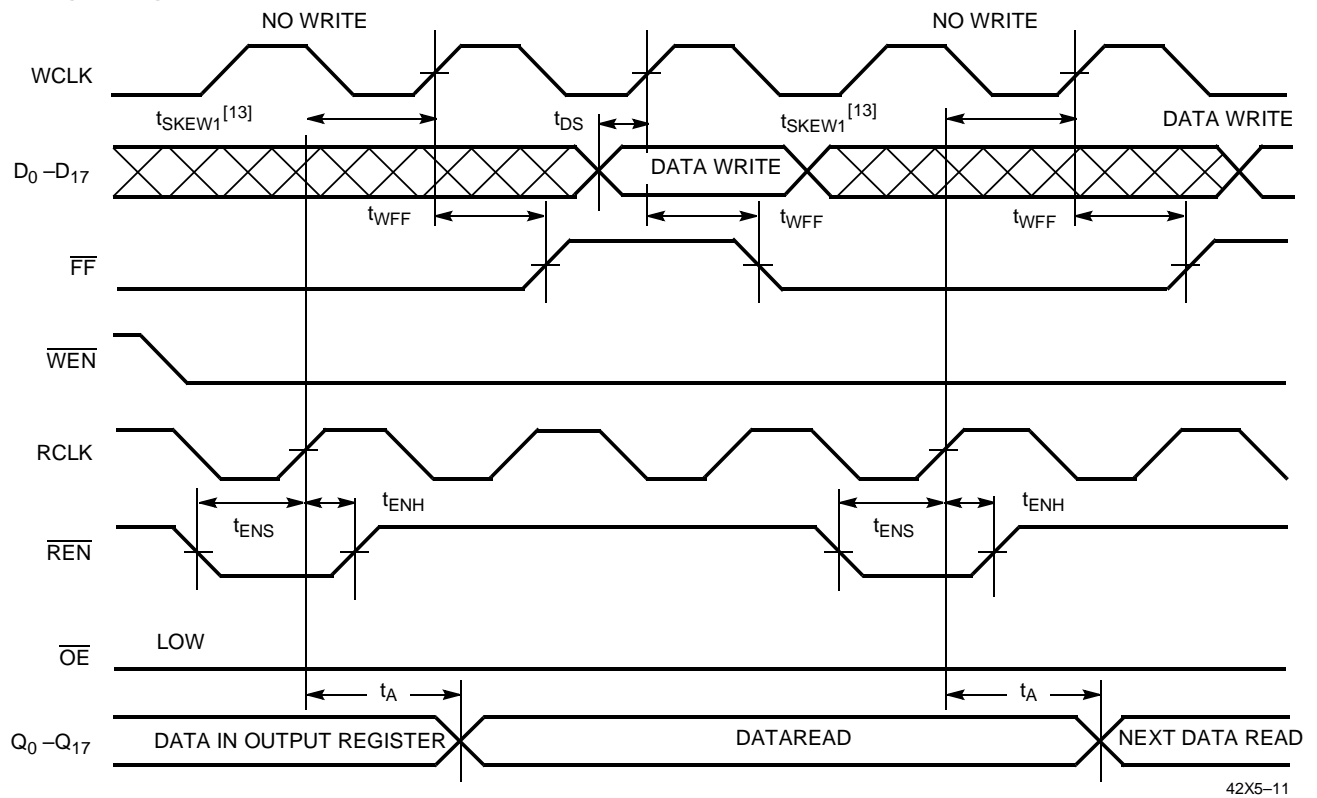 NO WRITE NO WRITE
WCLK
tSKEW1[13] tDS tSKEW1[13] DATA WRITE
D0 –D17 DATA WRITE
tWFF tWFF tWFF
FF
WEN
RCLK
tENS tENH tENS tENH
REN
LOW
OE
tA tA
Q0 –Q17 DATA IN OUTPUT REGISTER DATAREAD NEXT DATA READ
42X5–11